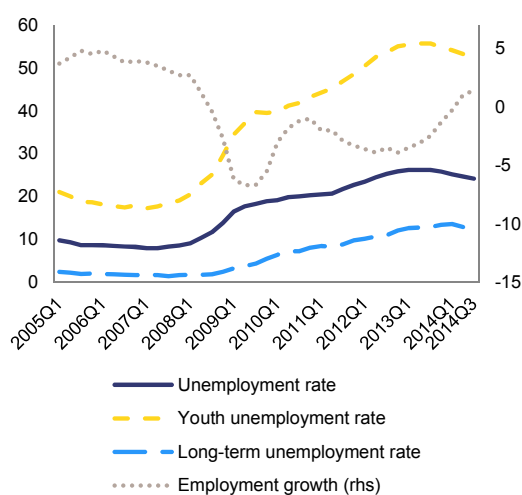 60
50
40
30
20
10
0
5
0
-5
-10
-15
2005Q1
2006Q1
2007Q1
2008Q1
2009Q1
2010Q1
2011Q1
2012Q1
2013Q1
2014Q1
2014Q3
Unemployment rate
Youth unemployment rate
Long-term unemployment rate
Employment growth (rhs)